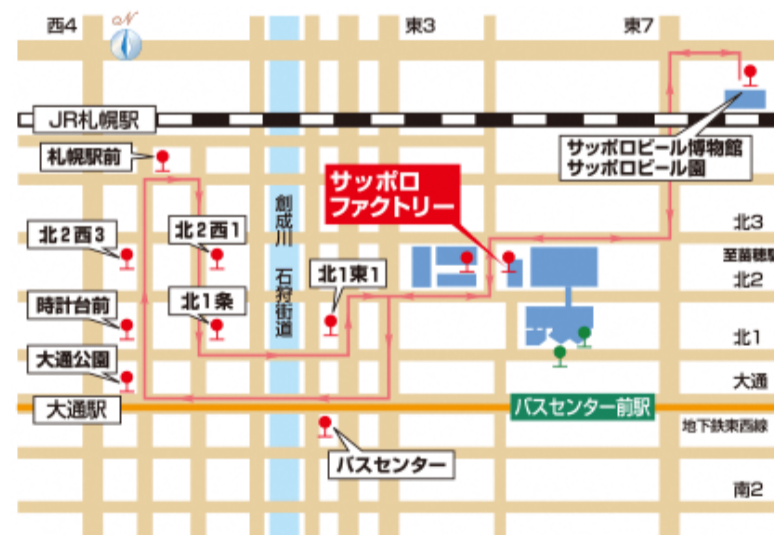 西4
N
東3
東7
JR札幌駅
札幌駅前
サッポロビール博物館
サッポロビール園
サッポロ
ファクトリー
北3
北2西3
北2西1
創成川 石狩街道
至苗穂駅
北2
北1東1
時計台前
北1条
北1
大通公園
大通
大通駅
バスセンター前駅
地下鉄東西線
バスセンター
南2